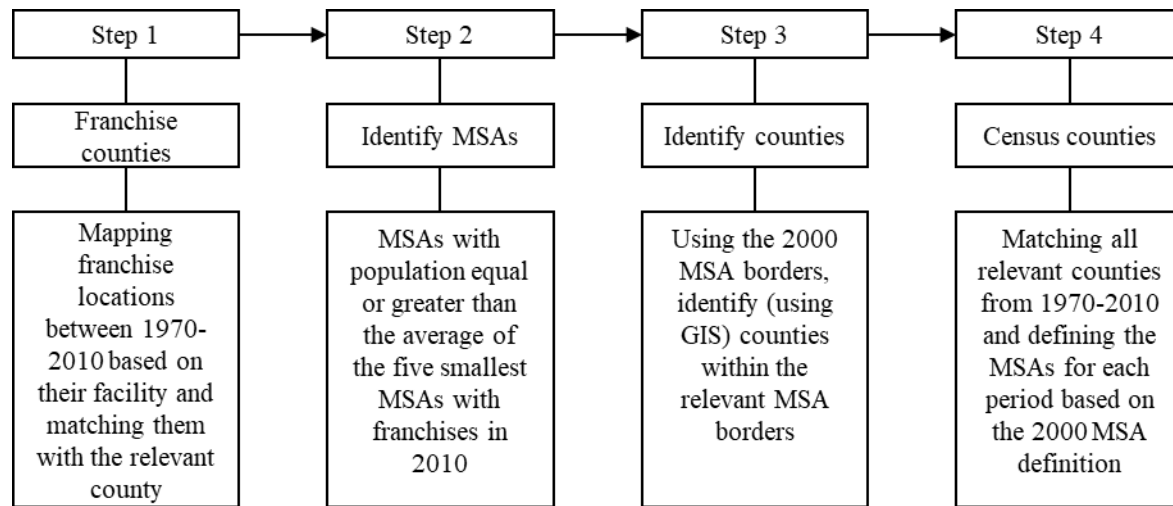 Step 1
Step 2
Step 3
Step 4
Franchise
counties
Identify MSAs
Identify counties
Census counties
Mapping
franchise
locations
between 1970-
2010 based on
their facility and
matching them
with the relevant
county
MSAs with
population equal
or greater than
the average of
the five smallest
MSAs with
franchises in
2010
Using the 2000
MSA borders,
identify (using
GIS) counties
within the
relevant MSA
borders
Matching all
relevant counties
from 1970-2010
and defining the
MSAs for each
period based on
the 2000 MSA
definition